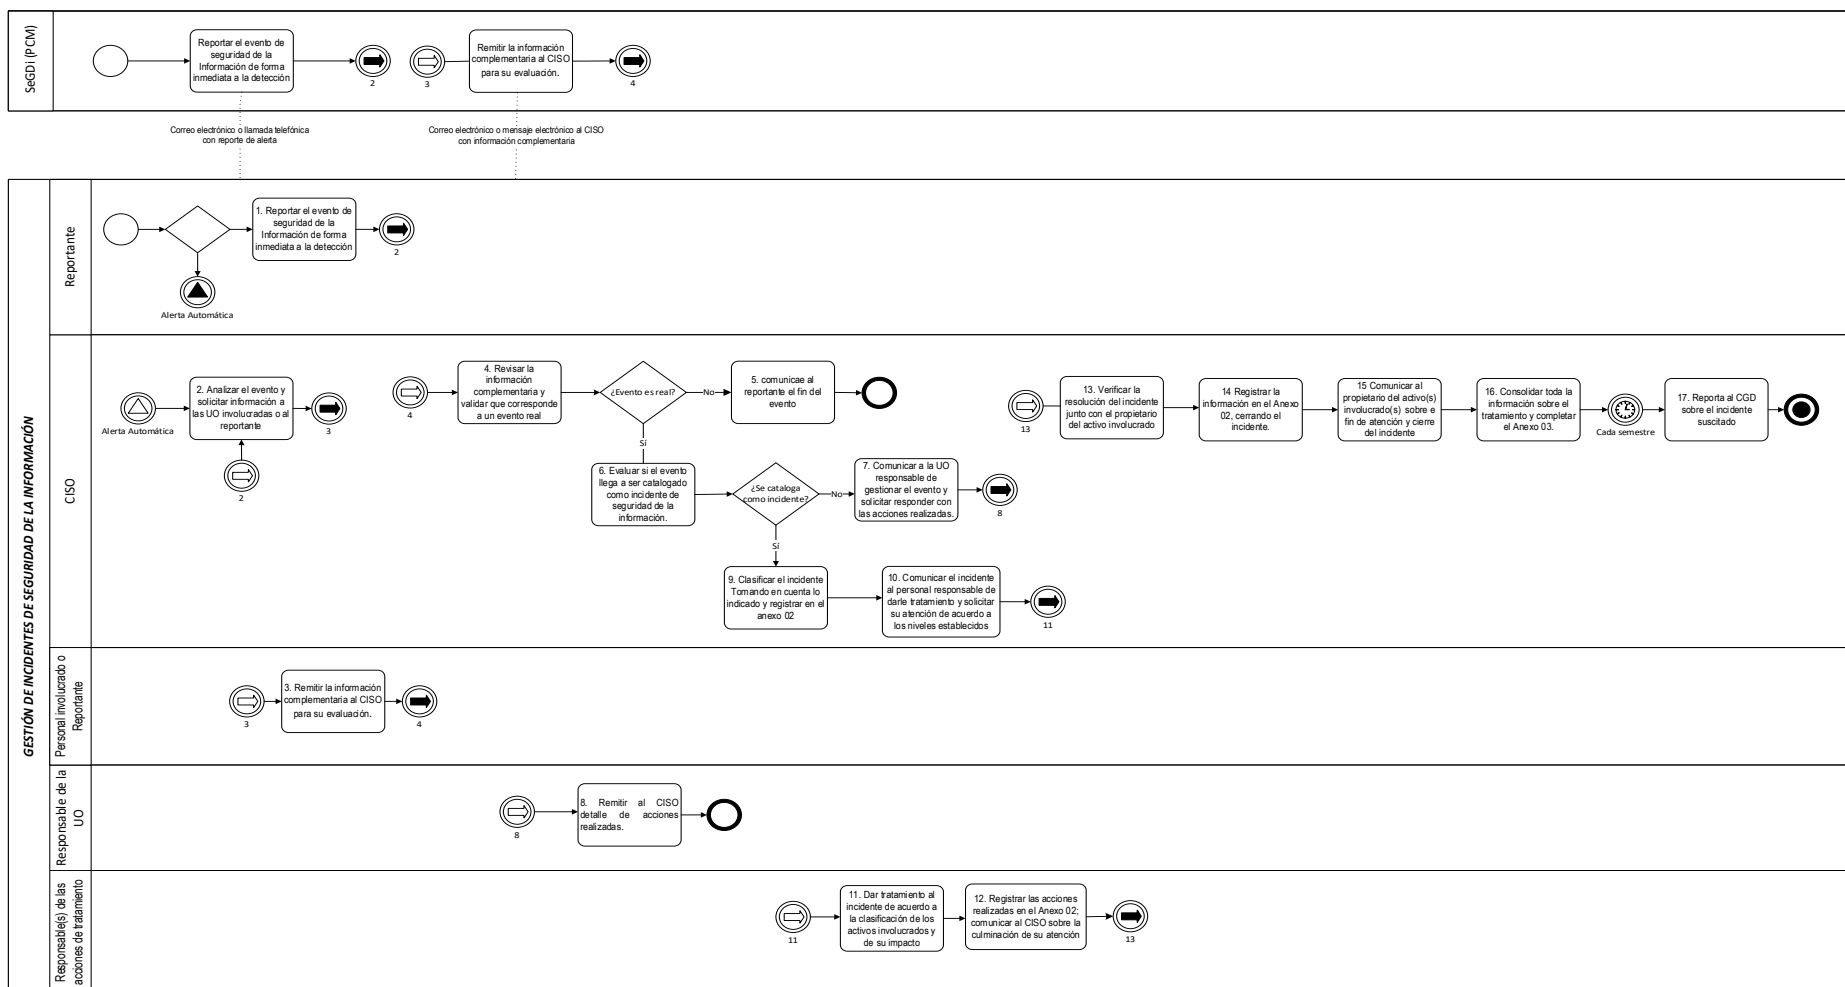 SeGDi (PCM)
Reportar el evento de
seguridad de la
Información de forma
inmediata a la detección
2
3
Remitir la información
complementaria al CISO
para su evaluación.
4
Correo electrónico o llamada telefónica
con reporte de alerta
Correo electrónico o mensaje electrónico al CISO
con información complementaria
GESTIÓN DE INCIDENTES DE SEGURIDAD DE LA INFORMACIÓN
Reportante
1. Reportar el evento de
seguridad de la
Información de forma
inmediata a la detección
2
Alerta Automática
CISO
Alerta Automática
2. Analizar el evento y
solicitar información a
las UO involucradas o al
reportante
3
2
4
4. Revisar la
información
complementaria y
validar que corresponde
a un evento real
¿Evento es real?
No
5. comunicae al
reportante el fin del
evento
Sí
6. Evaluar si el evento
llega a ser catalogado
como incidente de
seguridad de la
información.
¿Se cataloga
como incidente?
No
7. Comunicar a la UO
responsable de
gestionar el evento y
solicitar responder con
las acciones realizadas.
8
Sí
9. Clasificar el incidente
Tomando en cuenta lo
indicado y registrar en el
anexo 02
10. Comunicar el incidente
al personal responsable de
darle tratamiento y solicitar
su atención de acuerdo a
los niveles establecidos
11
13
13. Verificar la
resolución del incidente
junto con el propietario
del activo involucrado
14 Registrar la
información en el Anexo
02, cerrando el
incidente.
15 Comunicar al
propietario del activo(s)
involucrado(s) sobre e
fin de atención y cierre
del incidente
16. Consolidar toda la
información sobre el
tratamiento y completar
el Anexo 03.
Cada semestre
17. Reporta al CGD
sobre el incidente
suscitado
Personal involucrado o
Reportante
3
3. Remitir la información
complementaria al CISO
para su evaluación.
4
Responsable de la
UO
8
8. Remitir al CISO
detalle de acciones
realizadas.
Responsable(s) de las
acciones de tratamiento
11
11. Dar tratamiento al
incidente de acuerdo a
la clasificación de los
activos involucrados y
de su impacto
12. Registrar las acciones
realizadas en el Anexo 02;
comunicar al CISO sobre la
culminación de su atención
13